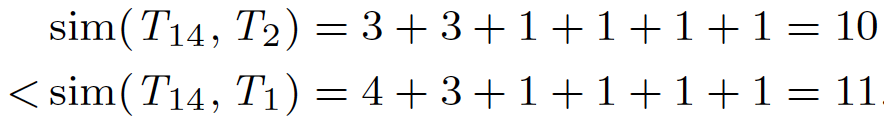 sim(T₁₄, T₂) = 3 + 3 + 1 + 1 + 1 + 1 = 10
< sim(T₁₄, T₁) = 4 + 3 + 1 + 1 + 1 + 1 = 11.